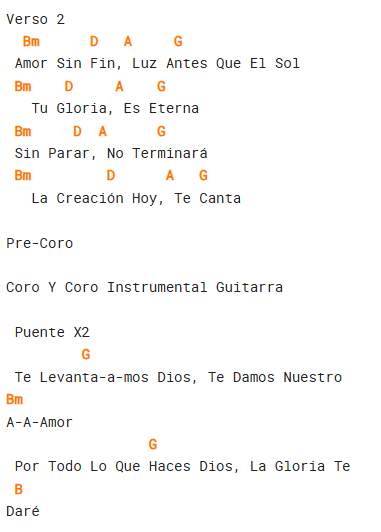 Verso 2
Bm D A G
Amor Sin Fin, Luz Antes Que El Sol
Bm D A G
Tu Gloria, Es Eterna
Bm D A G
Sin Parar, No Terminará
Bm D A G
La Creación Hoy, Te Canta
Pre-Coro
Coro Y Coro Instrumental Guitarra
Puente X2
G
Te Levanta-a-mos Dios, Te Damos Nuestro
Bm
A-A-Amor
G
Por Todo Lo Que Haces Dios, La Gloria Te
B
Daré